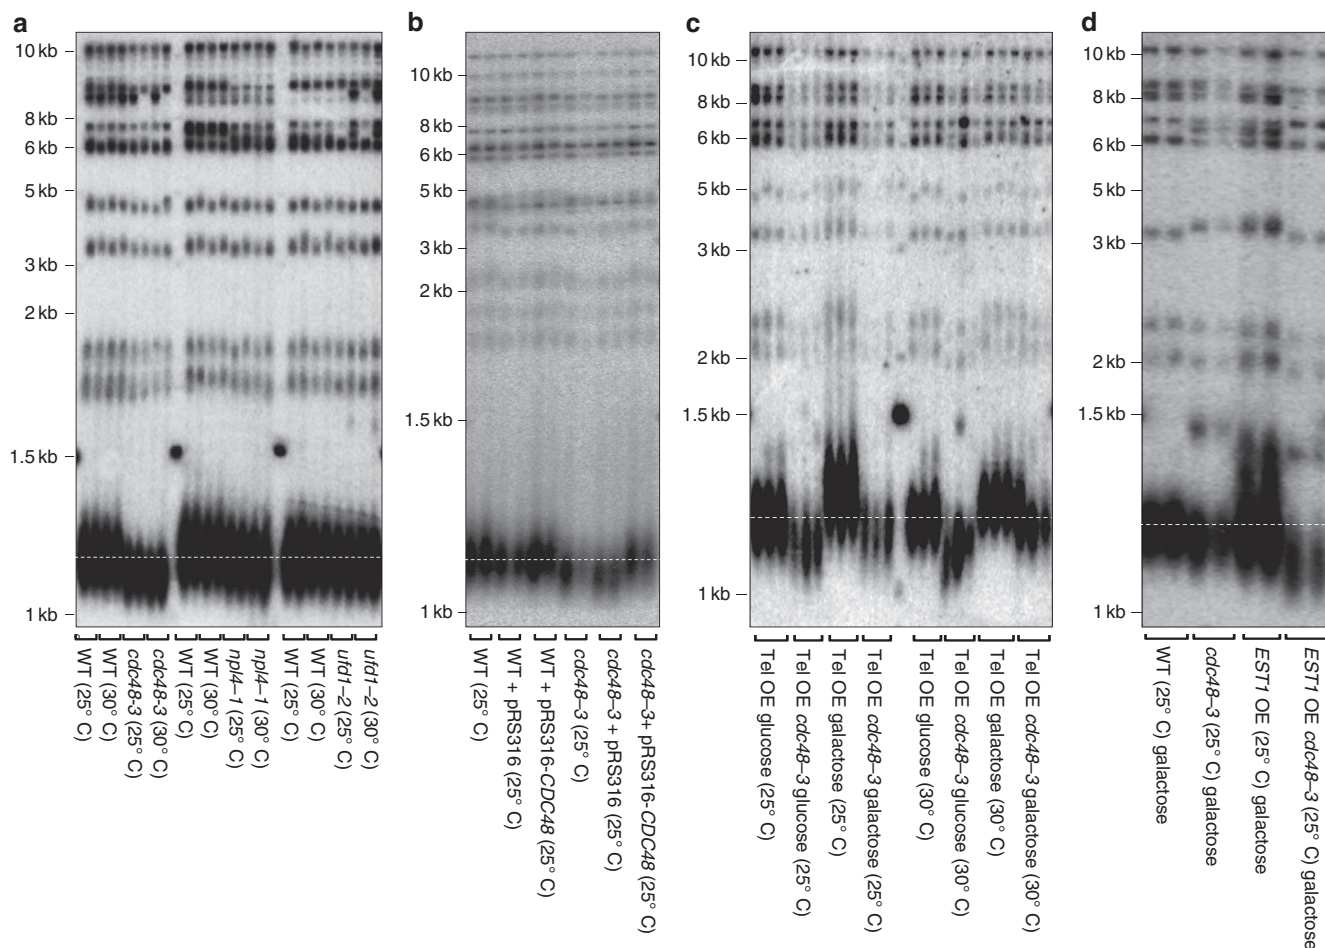 a
10 kb
8 kb
6 kb
5 kb
3 kb
2 kb
1.5 kb
1 kb
WT (25° C)
WT (30° C)
cdc48–3 (25° C)
cdc48–3 (30° C)
WT (25° C)
WT (30° C)
npl4–1 (25° C)
npl4–1 (30° C)
WT (25° C)
WT (30° C)
ufd1–2 (25° C)
ufd1–2 (30° C)
b
10 kb
8 kb
6 kb
5 kb
3 kb
2 kb
1.5 kb
1 kb
WT (25° C)
WT + pRS316 (25° C)
WT + pRS316-CDC48 (25° C)
cdc48–3 (25° C)
cdc48–3 + pRS316 (25° C)
cdc48–3+ pRS316-CDC48 (25° C)
c
10 kb
8 kb
6 kb
5 kb
3 kb
2 kb
1.5 kb
1 kb
Tel OE glucose (25° C)
Tel OE cdc48–3 glucose (25° C)
Tel OE galactose (25° C)
Tel OE cdc48–3 galactose (25° C)
Tel OE glucose (30° C)
Tel OE cdc48–3 glucose (30° C)
Tel OE galactose (30° C)
Tel OE cdc48–3 galactose (30° C)
d
10 kb
8 kb
6 kb
5 kb
3 kb
2 kb
1.5 kb
1 kb
WT (25° C) galactose
cdc48–3 (25° C) galactose
EST1 OE (25° C) galactose
EST1 OE cdc48–3 (25° C) galactose